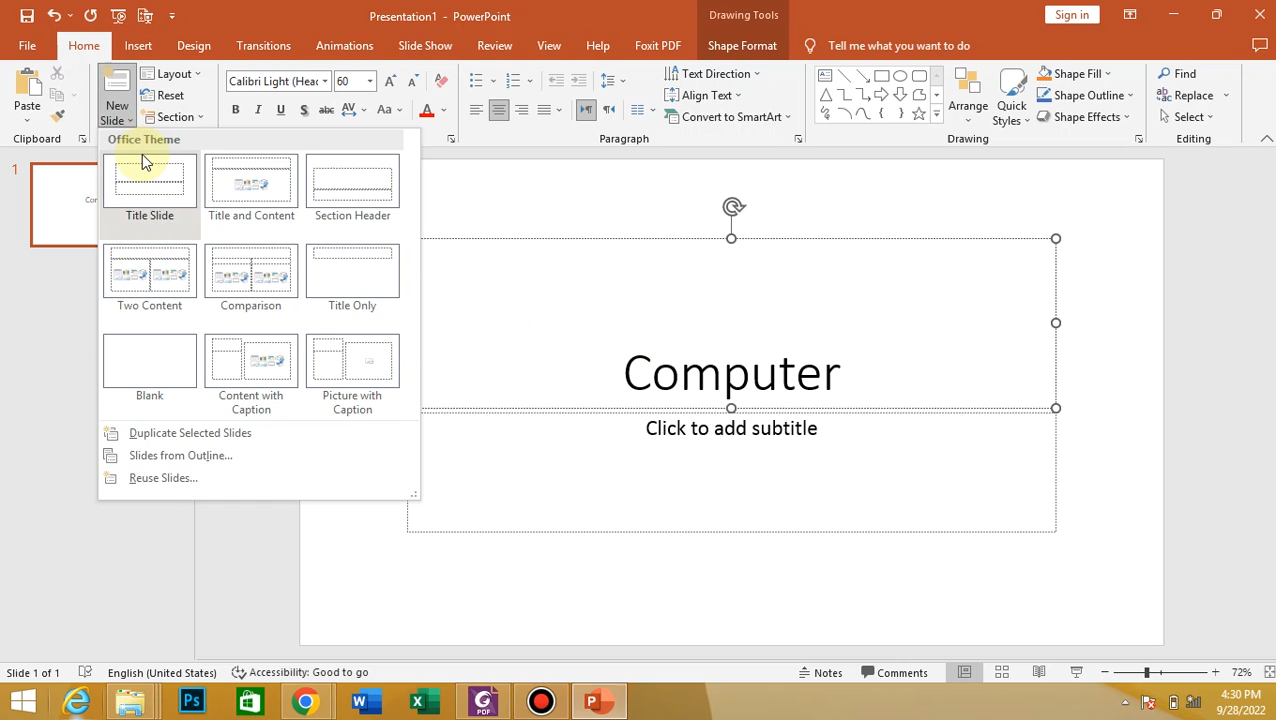 Presentation1 - PowerPoint
Drawing Tools
Sign in
File Home Insert Design Transitions Animations Slide Show Review View Help Foxit PDF Shape Format Tell me what you want to do
Paste
Clipboard
New Slide
Layout
Reset
Section
Calibri Light (Head 60
B I U S abc AV Aa A
Text Direction
Align Text
Convert to SmartArt
Paragraph
Arrange
Quick Styles
Shape Fill
Shape Outline
Shape Effects
Drawing
Find
Replace
Select
Editing
Office Theme
Title Slide
Title and Content
Section Header
Two Content
Comparison
Title Only
Blank
Content with Caption
Picture with Caption
Duplicate Selected Slides
Slides from Outline...
Reuse Slides...
1
Computer
Click to add subtitle
Slide 1 of 1
English (United States)
Accessibility: Good to go
Notes
Comments
72%
4:30 PM
9/28/2022